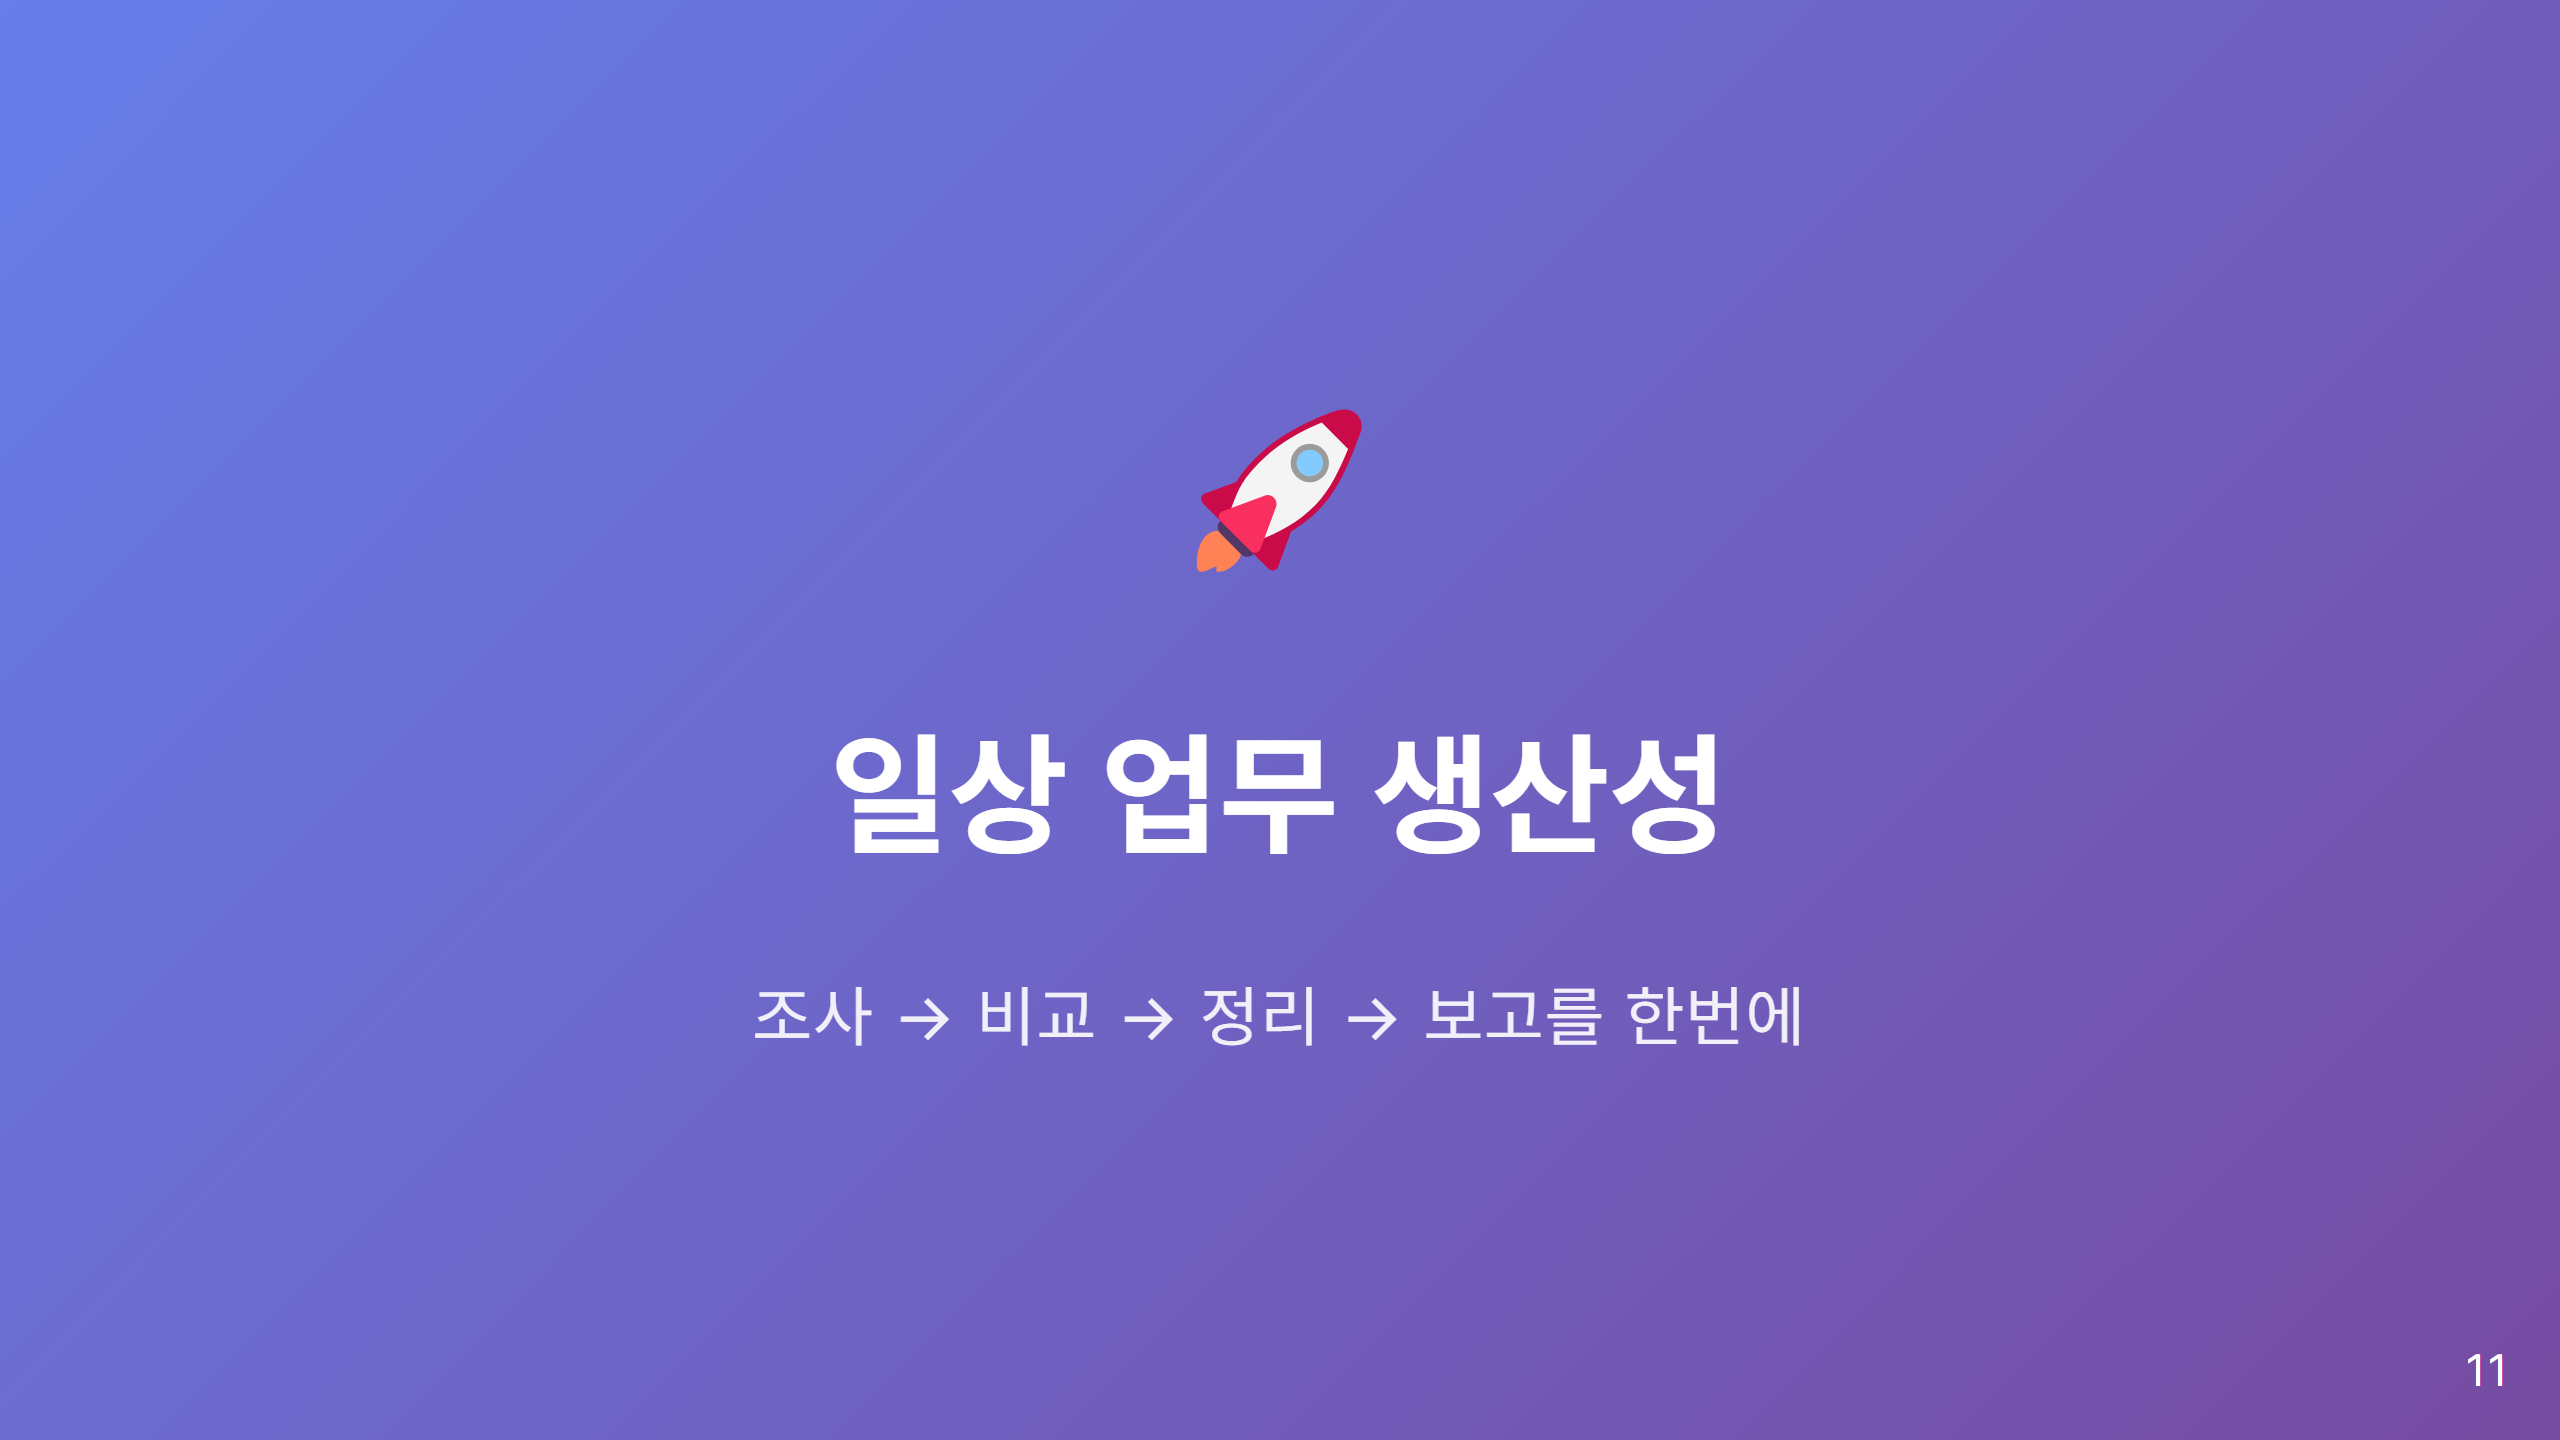 일상 업무 생산성
조사 → 비교 → 정리 → 보고를 한번에
11